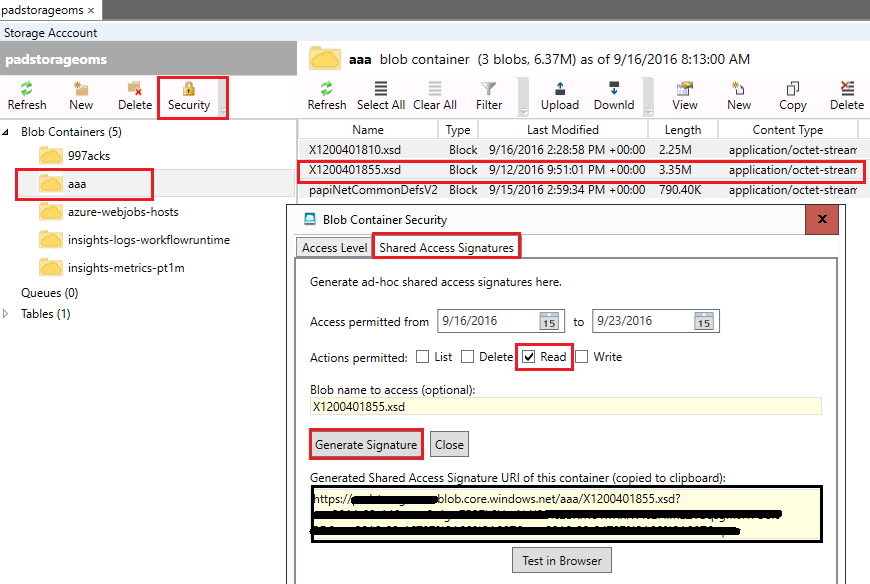 padstorageoms ×
Storage Acccount
padstorageoms
Refresh New Delete Security
Blob Containers (5)
997acks
aaa
azure-webjobs-hosts
insights-logs-workflowruntime
insights-metrics-pt1m
Queues (0)
Tables (1)
aaa blob container (3 blobs, 6.37M) as of 9/16/2016 8:13:00 AM
Refresh Select All Clear All Filter Upload Downld View New Copy Delete
Name Type Last Modified Length Content Type
X1200401810.xsd Block 9/16/2016 2:28:58 PM +00:00 2.25M application/octet-stream
X1200401855.xsd Block 9/12/2016 9:51:01 PM +00:00 3.35M application/octet-stream
papiNetCommonDefsV2 Block 9/15/2016 2:59:34 PM +00:00 790.40K application/octet-stream
Blob Container Security x
Access Level Shared Access Signatures
Generate ad-hoc shared access signatures here.
Access permitted from 9/16/2016 15 to 9/23/2016 15
Actions permitted: List Delete Read Write
Blob name to access (optional):
X1200401855.xsd
Generate Signature Close
Generated Shared Access Signature URI of this container (copied to clipboard):
https:// blob.core.windows.net/aaa/X1200401855.xsd?
Test in Browser